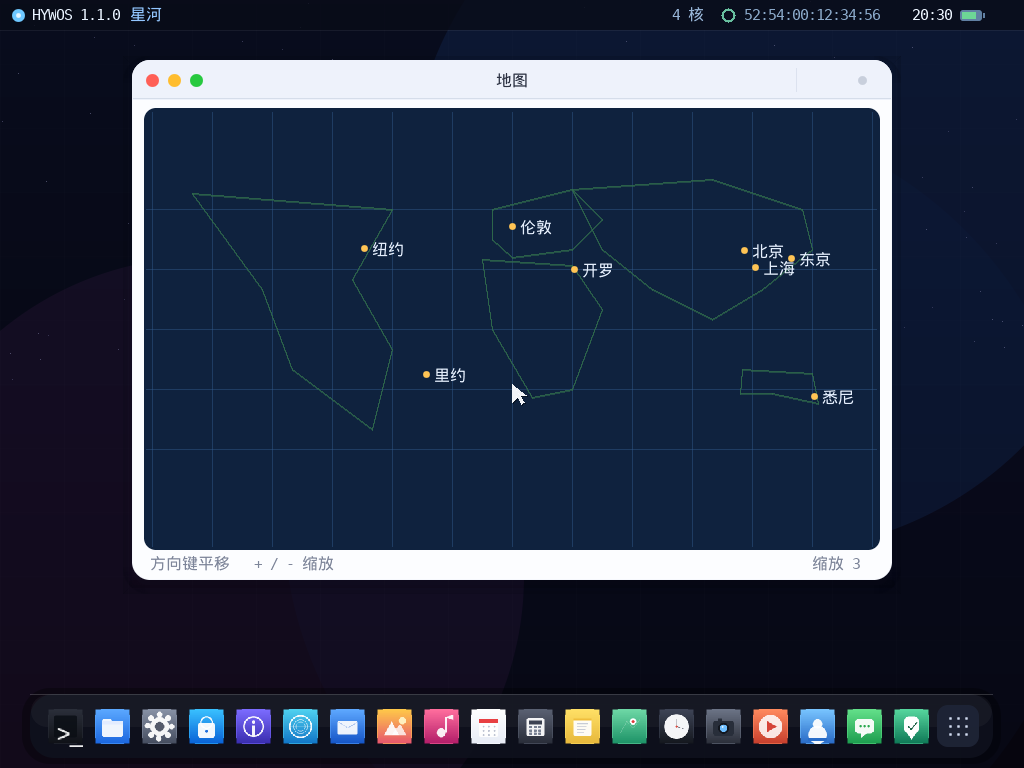 HYWOS 1.1.0 星河
4 核 52:54:00:12:34:56 20:30
地图
伦敦
纽约
北京
东京
上海
开罗
里约
悉尼
方向键平移 + / - 缩放
缩放 3
>_